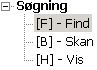 Søgning
[F] - Find
[B] - Skan
[H] - Vis